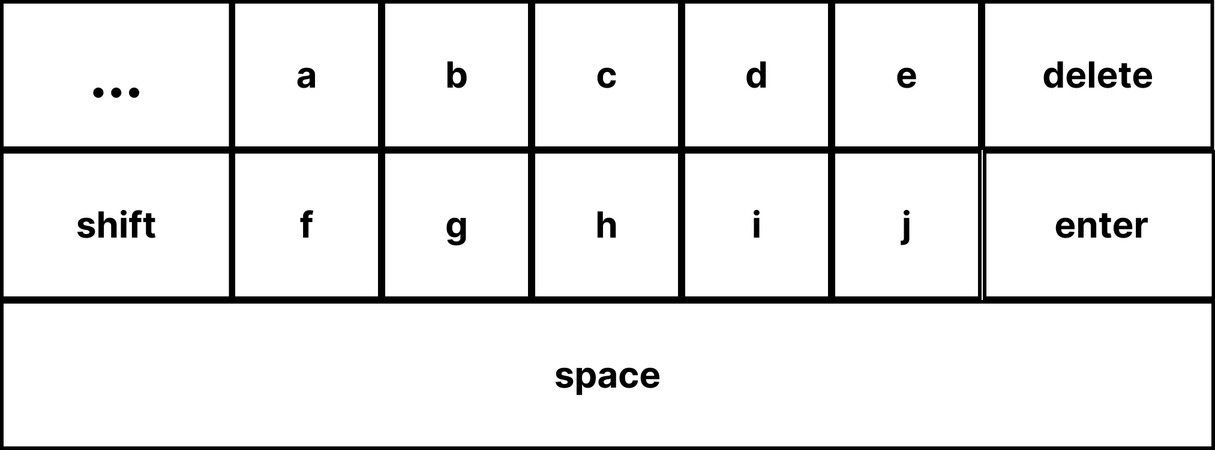 ... a b c d e delete
shift f g h i j enter
space